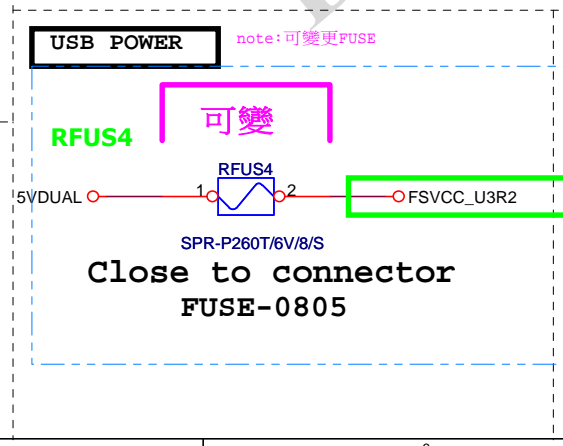 USB POWER
note:可變更FUSE
可變
RFUS4
RFUS4
5VDUAL
1
2
FSVCC_U3R2
SPR-P260T/6V/8/S
Close to connector
FUSE-0805